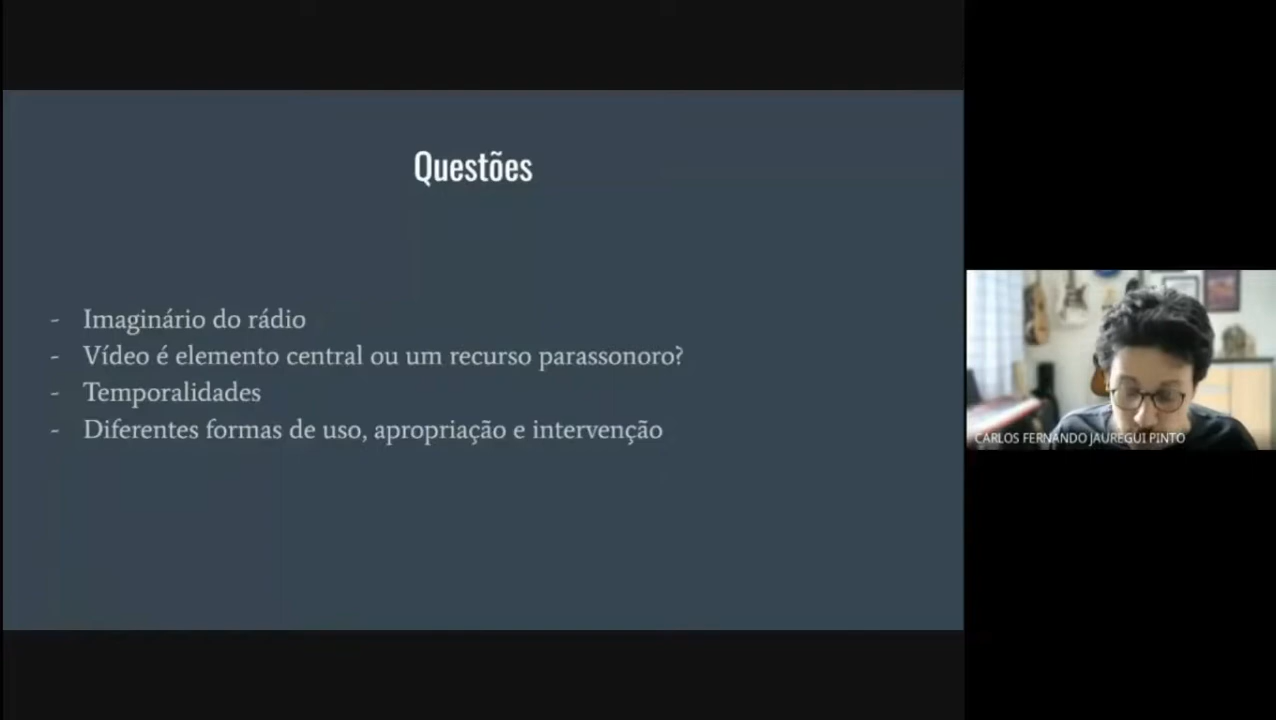 Questões
- Imaginário do rádio
- Vídeo é elemento central ou um recurso parassonoro?
- Temporalidades
- Diferentes formas de uso, apropriação e intervenção
CARLOS FERNANDO JAUREGUI PINTO